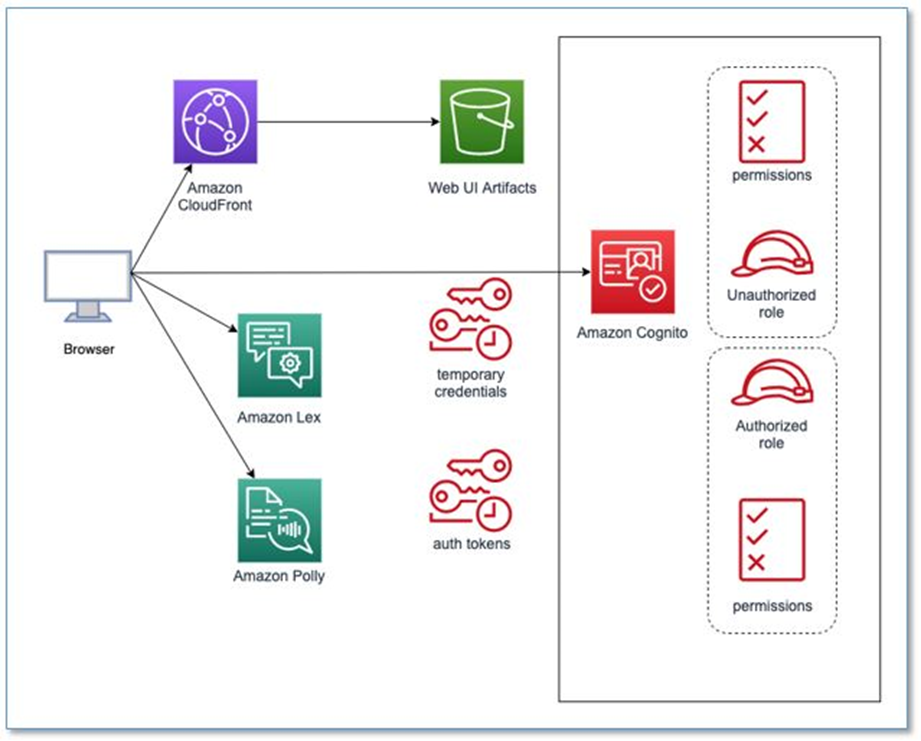 Amazon
CloudFront
Web UI Artifacts
permissions
Browser
Unauthorized
role
Amazon Cognito
temporary
credentials
Amazon Lex
Authorized
role
auth tokens
Amazon Polly
permissions